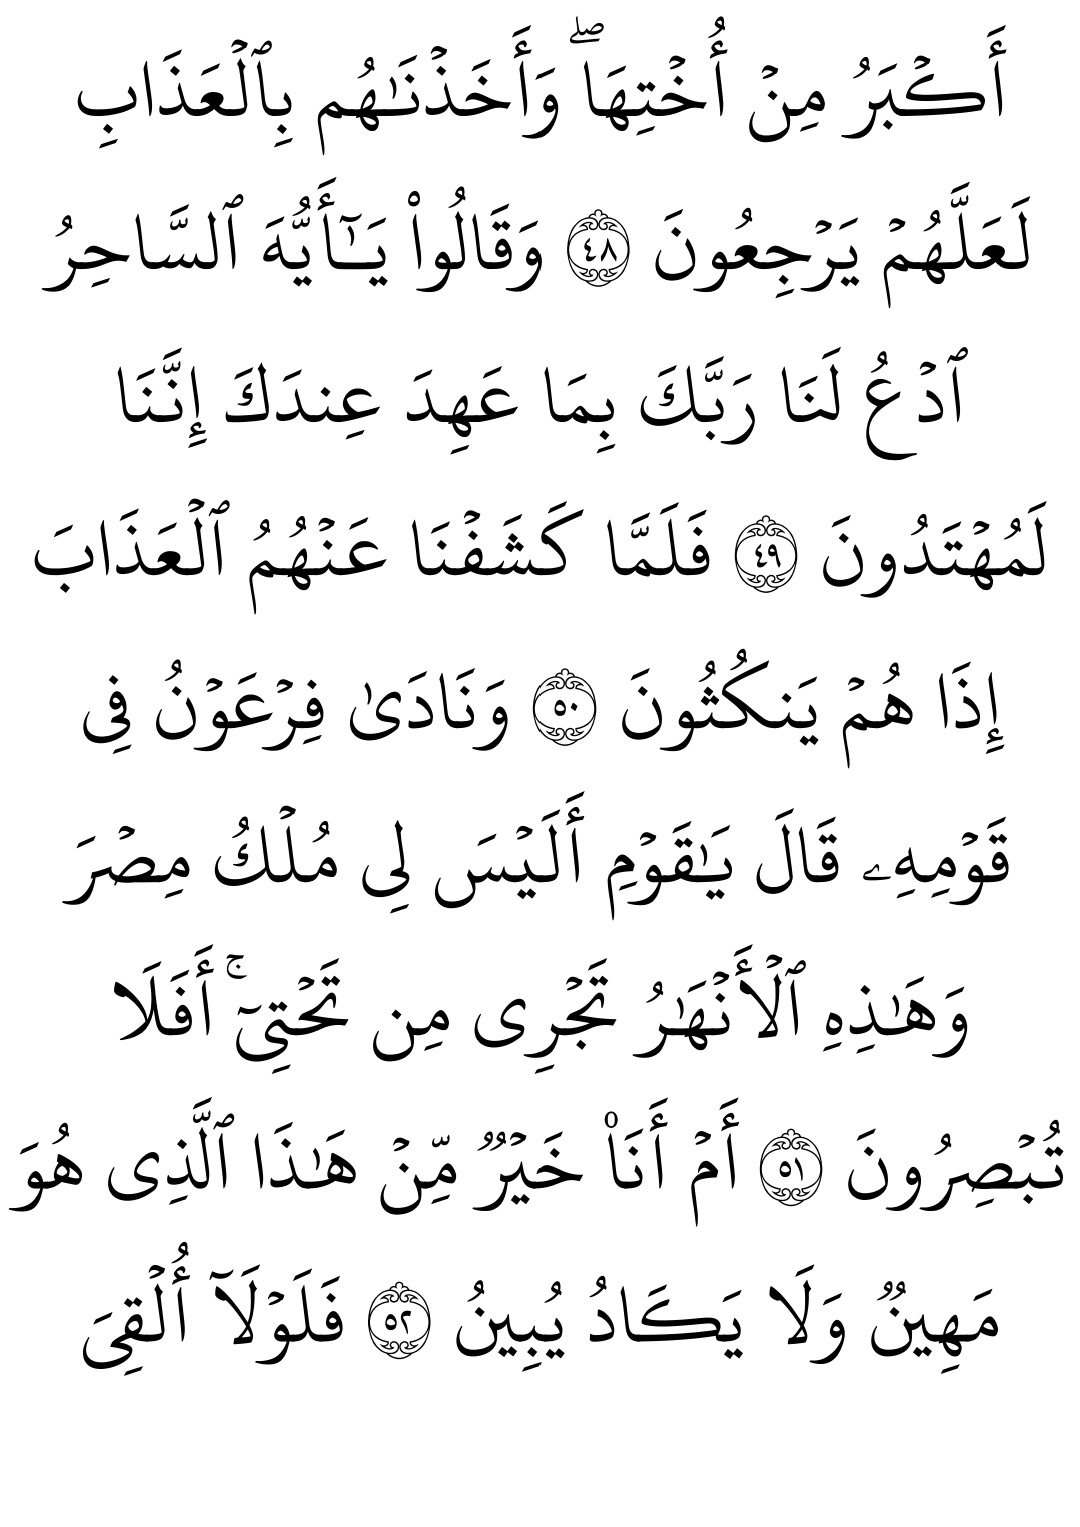 أَكۡبَرُ مِنۡ أُخۡتِهَاۖ وَأَخَذۡنَٰهُم بِٱلۡعَذَابِ
لَعَلَّهُمۡ يَرۡجِعُونَ ٤٨ وَقَالُواْ يَٰٓأَيُّهَ ٱلسَّاحِرُ
ٱدۡعُ لَنَا رَبَّكَ بِمَا عَهِدَ عِندَكَ إِنَّنَا
لَمُهۡتَدُونَ ٤٩ فَلَمَّا كَشَفۡنَا عَنۡهُمُ ٱلۡعَذَابَ
إِذَا هُمۡ يَنكُثُونَ ٥٠ وَنَادَىٰ فِرۡعَوۡنُ فِي
قَوۡمِهِۦ قَالَ يَٰقَوۡمِ أَلَيۡسَ لِي مُلۡكُ مِصۡرَ
وَهَٰذِهِ ٱلۡأَنۡهَٰرُ تَجۡرِي مِن تَحۡتِيٓۚ أَفَلَا
تُبۡصِرُونَ ٥١ أَمۡ أَنَا۠ خَيۡرٞ مِّنۡ هَٰذَا ٱلَّذِي هُوَ
مَهِينٞ وَلَا يَكَادُ يُبِينُ ٥٢ فَلَوۡلَآ أُلۡقِيَ